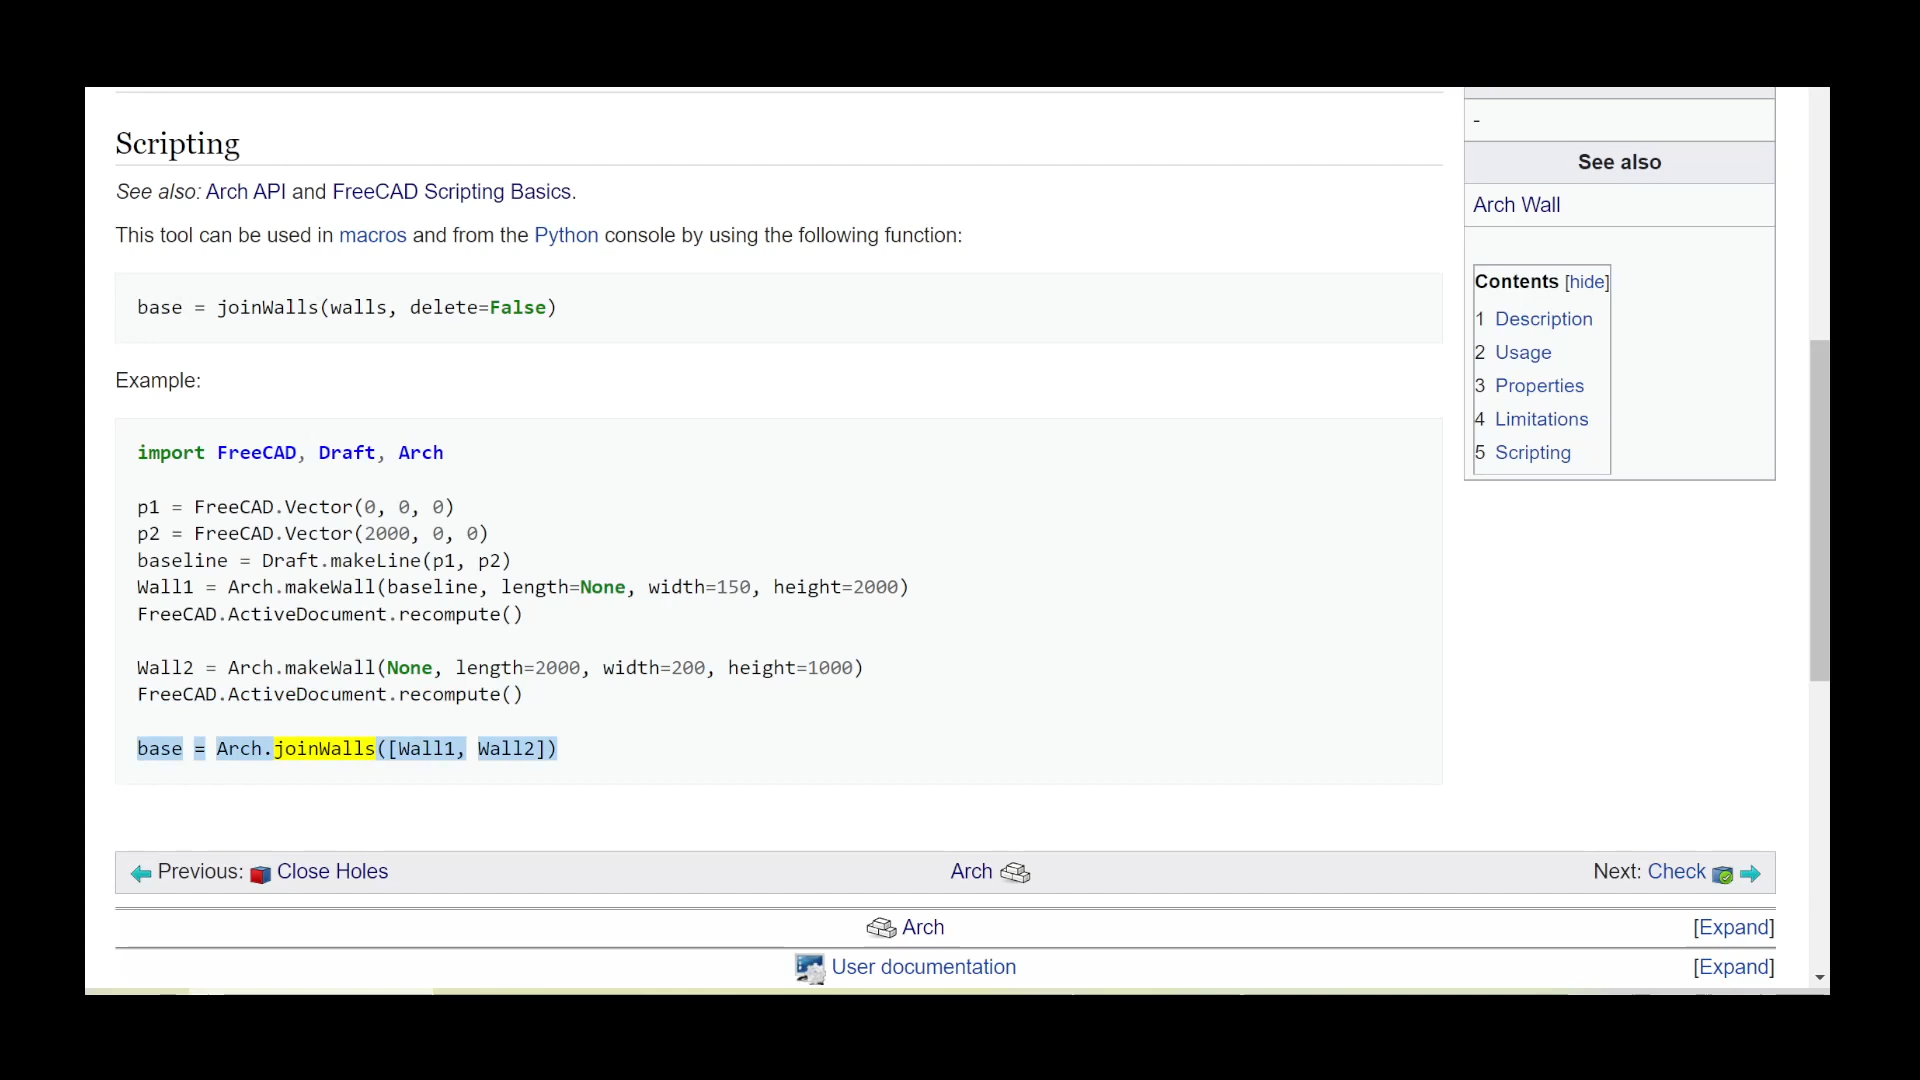 Scripting
See also: Arch API and FreeCAD Scripting Basics.
This tool can be used in macros and from the Python console by using the following function:
base = joinWalls(walls, delete=False)
Example:
import FreeCAD, Draft, Arch
p1 = FreeCAD.Vector(0, 0, 0)
p2 = FreeCAD.Vector(2000, 0, 0)
baseline = Draft.makeLine(p1, p2)
Wall1 = Arch.makeWall(baseline, length=None, width=150, height=2000)
FreeCAD.ActiveDocument.recompute()
Wall2 = Arch.makeWall(None, length=2000, width=200, height=1000)
FreeCAD.ActiveDocument.recompute()
base = Arch.joinWalls([Wall1, Wall2])
-
See also
Arch Wall
Contents [hide]
1 Description
2 Usage
3 Properties
4 Limitations
5 Scripting
Previous: Close Holes
Arch
Next: Check
Arch
[Expand]
User documentation
[Expand]